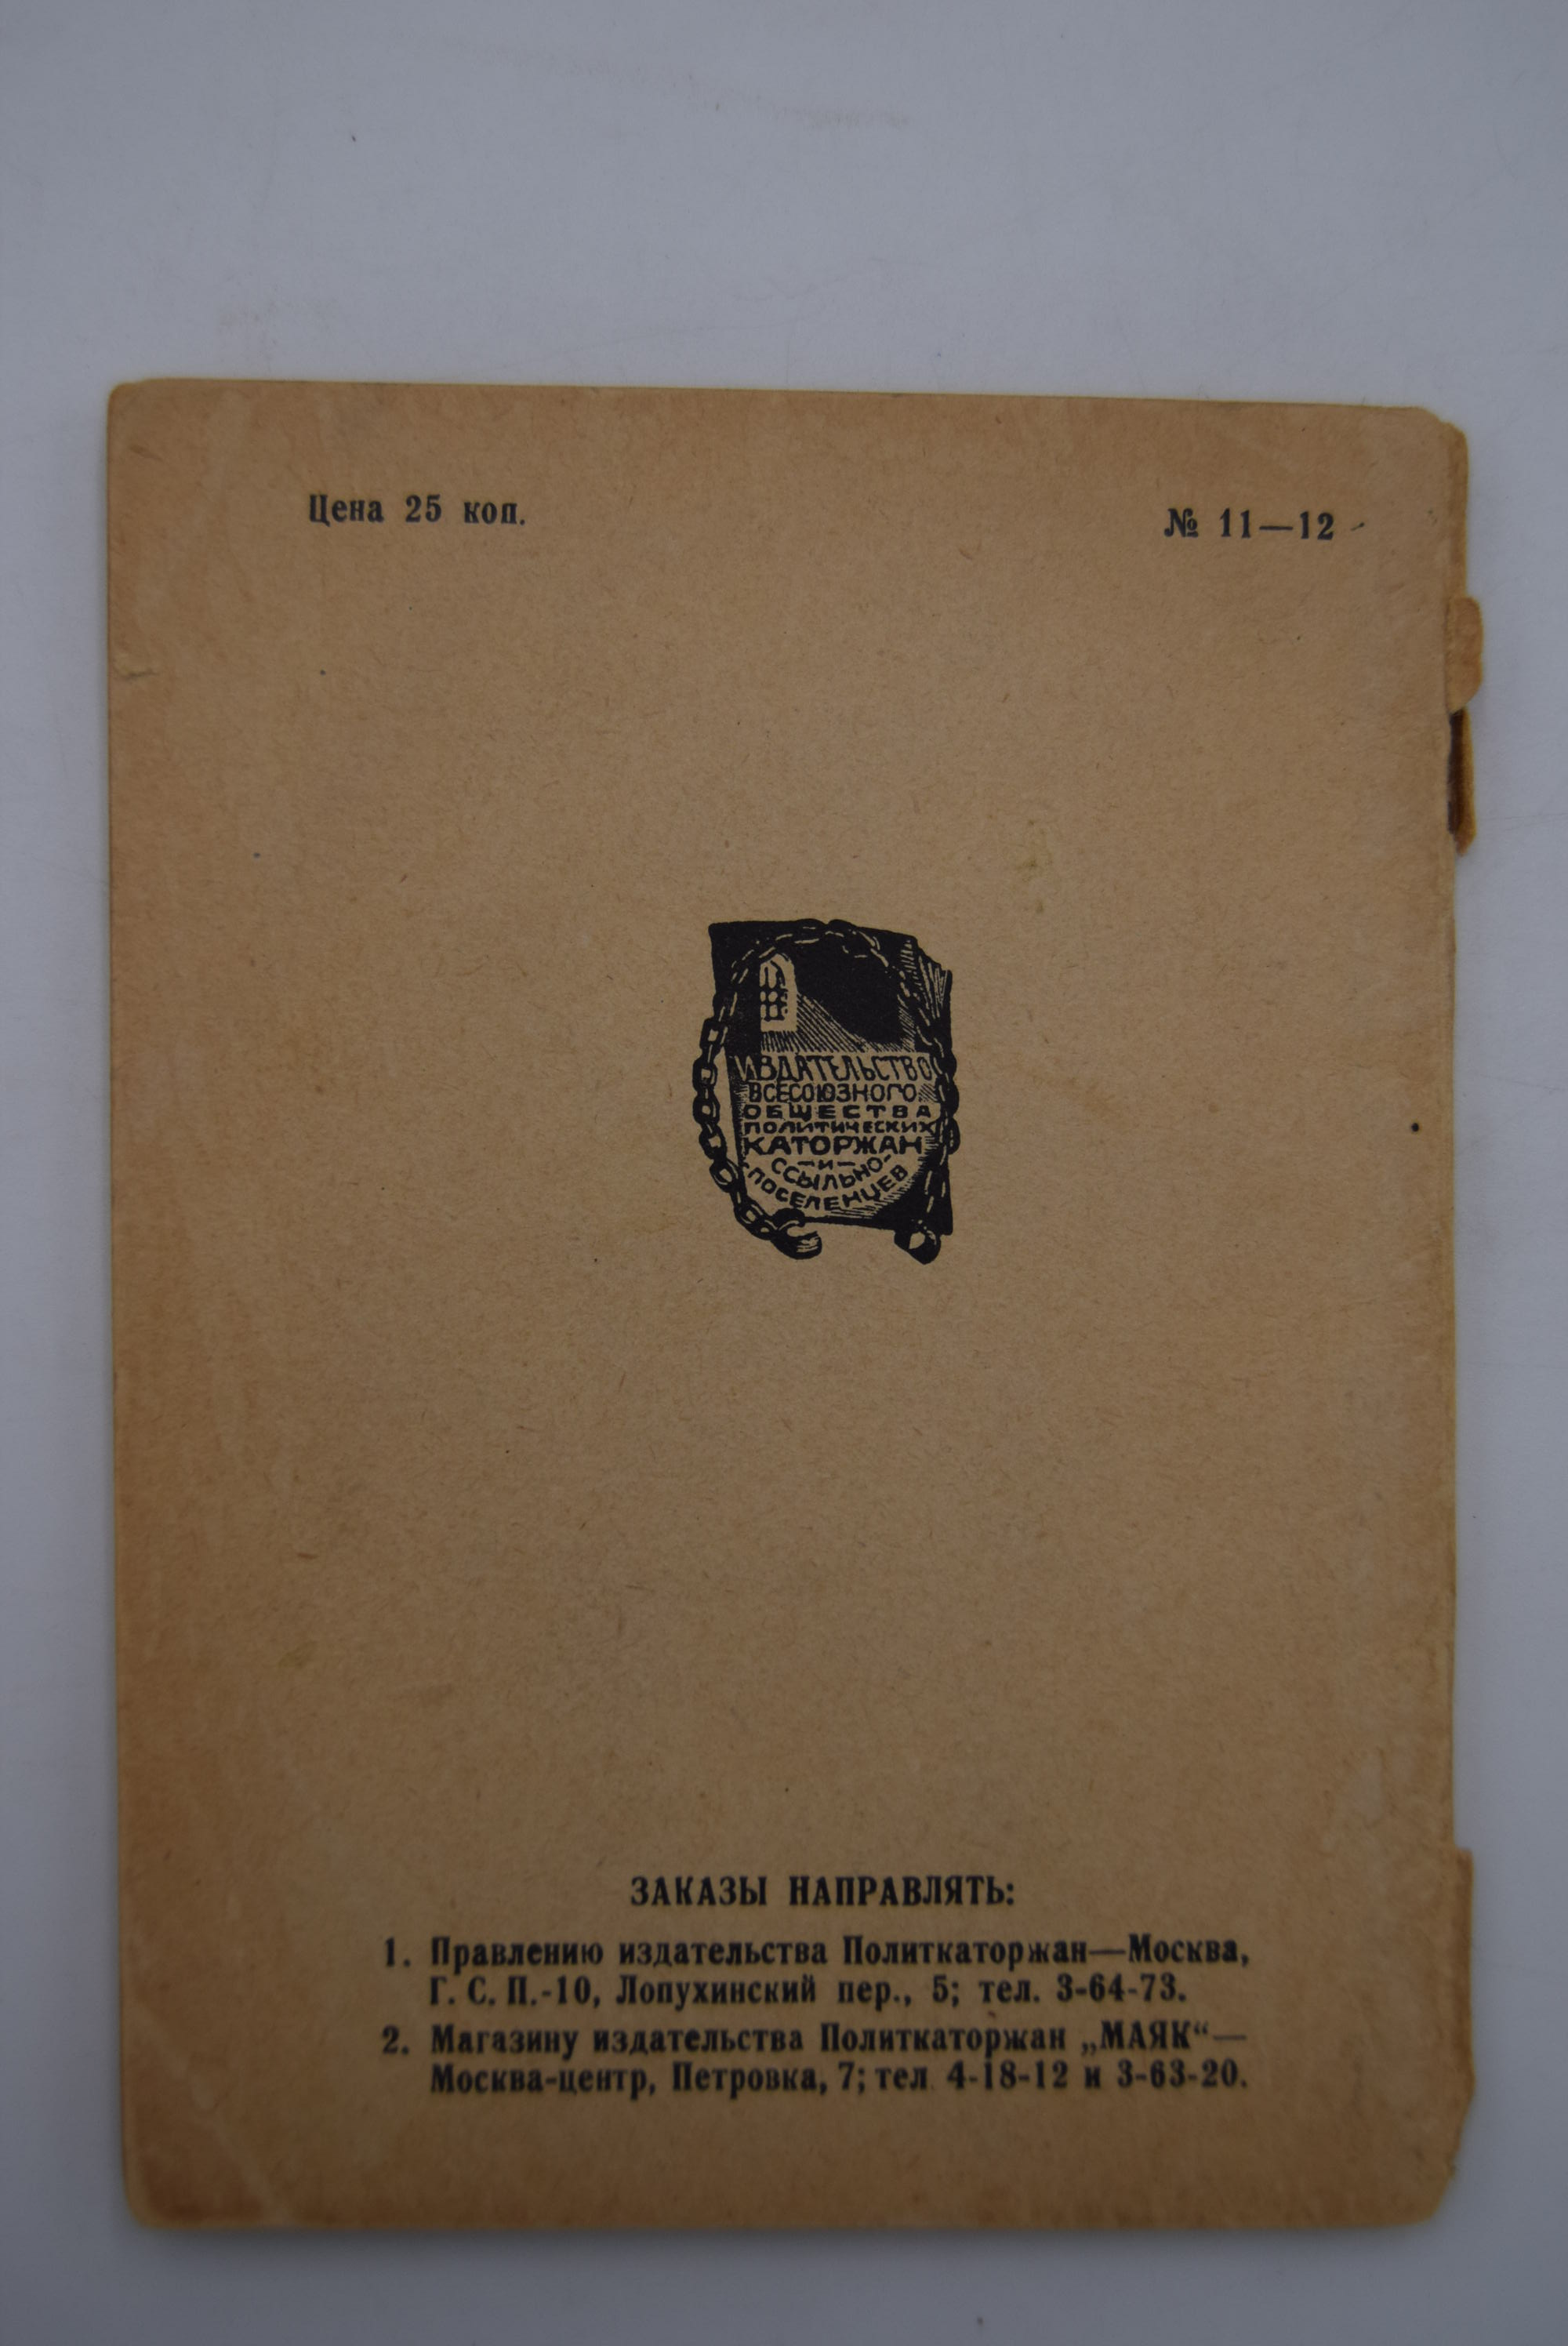 Цена 25 коп.
№ 11—12
ИЗДАТЕЛЬСТВО
ВСЕСОЮЗНОГО
ОБЩЕСТВА
ПОЛИТИЧЕСКИХ
КАТОРЖАН
—И—
ССЫЛЬНО-
ПОСЕЛЕНЦЕВ
ЗАКАЗЫ НАПРАВЛЯТЬ:
1. Правлению издательства Политкаторжан—Москва,
Г. С. П.-10, Лопухинский пер., 5; тел. 3-64-73.
2. Магазину издательства Политкаторжан „МАЯК“—
Москва-центр, Петровка, 7; тел. 4-18-12 и 3-63-20.